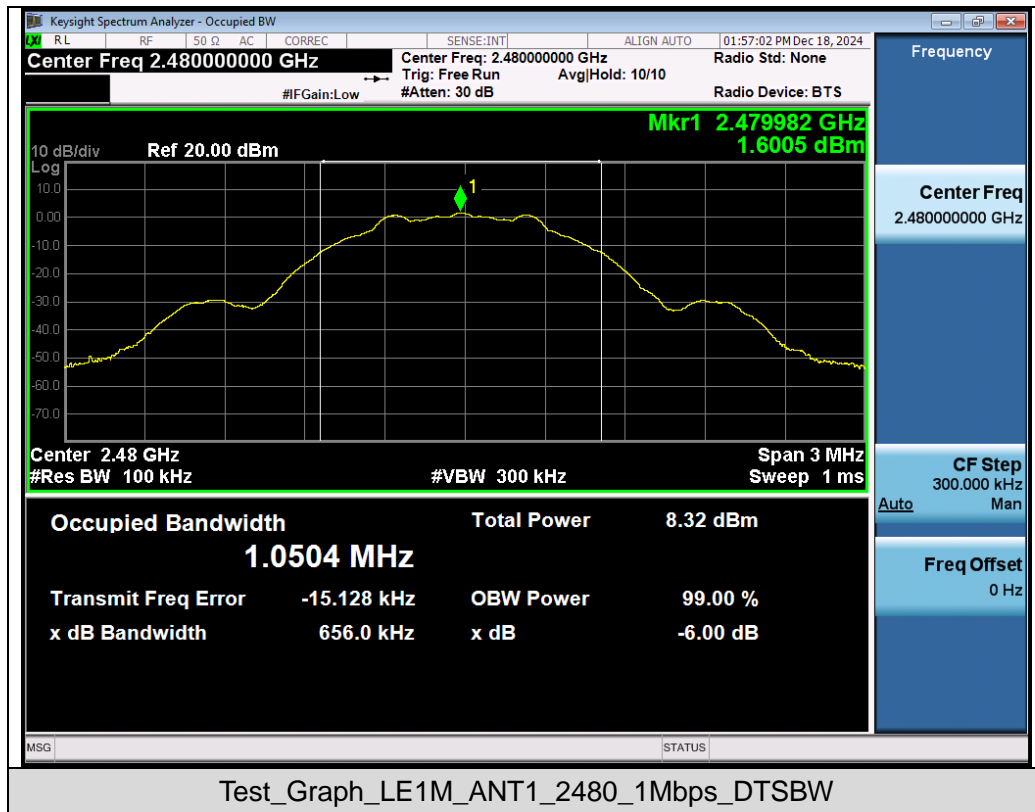 Keysight Spectrum Analyzer - Occupied BW
LXI RL RF 50 Ω AC CORREC SENSE:INT ALIGN AUTO 01:57:02 PM Dec 18, 2024
Center Freq 2.480000000 GHz Center Freq: 2.480000000 GHz Radio Std: None
Trig: Free Run Avg|Hold: 10/10
#IFGain:Low #Atten: 30 dB Radio Device: BTS
Frequency
Mkr1 2.479982 GHz
1.6005 dBm
10 dB/div Ref 20.00 dBm
Log
10.0
0.00
-10.0
-20.0
-30.0
-40.0
-50.0
-60.0
-70.0
1
Center 2.48 GHz Span 3 MHz
#Res BW 100 kHz #VBW 300 kHz Sweep 1 ms
Center Freq
2.480000000 GHz
CF Step
300.000 kHz
Auto Man
Freq Offset
0 Hz
Occupied Bandwidth Total Power 8.32 dBm
1.0504 MHz
Transmit Freq Error -15.128 kHz OBW Power 99.00 %
x dB Bandwidth 656.0 kHz x dB -6.00 dB
MSG STATUS
Test_Graph_LE1M_ANT1_2480_1Mbps_DTSBW